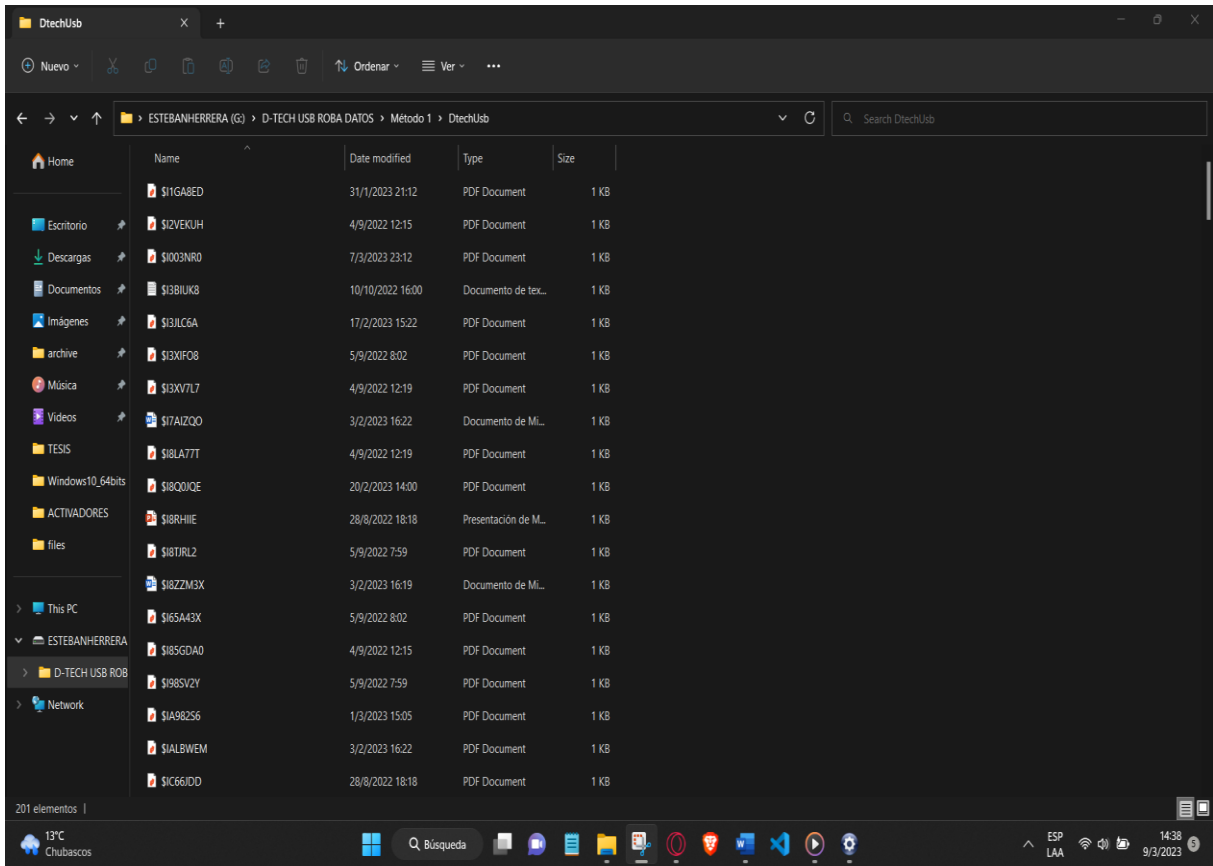 DtechUsb
Nuevo
Ordenar
Ver
ESTEBANHERRERA (G:) > D-TECH USB ROBA DATOS > Método 1 > DtechUsb
Search DtechUsb
Home
Escritorio
Descargas
Documentos
Imágenes
archive
Música
Vídeos
TESIS
Windows10_64bits
ACTIVADORES
files
This PC
ESTEBANHERRERA
D-TECH USB ROB
Network
Name Date modified Type Size
$I1GA8ED 31/1/2023 21:12 PDF Document 1 KB
$I2VEKUH 4/9/2022 12:15 PDF Document 1 KB
$I003NR0 7/3/2023 23:12 PDF Document 1 KB
$I3BIUK8 10/10/2022 16:00 Documento de tex... 1 KB
$I3JLC6A 17/2/2023 15:22 PDF Document 1 KB
$I3XIFO8 5/9/2022 8:02 PDF Document 1 KB
$I3XV7L7 4/9/2022 12:19 PDF Document 1 KB
$I7AIZQO 3/2/2023 16:22 Documento de Mi... 1 KB
$I8LA77T 4/9/2022 12:19 PDF Document 1 KB
$I8Q0JQE 20/2/2023 14:00 PDF Document 1 KB
$I8RHIIE 28/8/2022 18:18 Presentación de M... 1 KB
$I8TJRL2 5/9/2022 7:59 PDF Document 1 KB
$I8ZZM3X 3/2/2023 16:19 Documento de Mi... 1 KB
$I65A43X 5/9/2022 8:02 PDF Document 1 KB
$I85GDA0 4/9/2022 12:15 PDF Document 1 KB
$I98SV2Y 5/9/2022 7:59 PDF Document 1 KB
$IA982S6 1/3/2023 15:05 PDF Document 1 KB
$IALBWEM 3/2/2023 16:22 PDF Document 1 KB
$IC66JDD 28/8/2022 18:18 PDF Document 1 KB
201 elementos
13°C
Chubascos
Búsqueda
ESP
LAA
14:38
9/3/2023
5